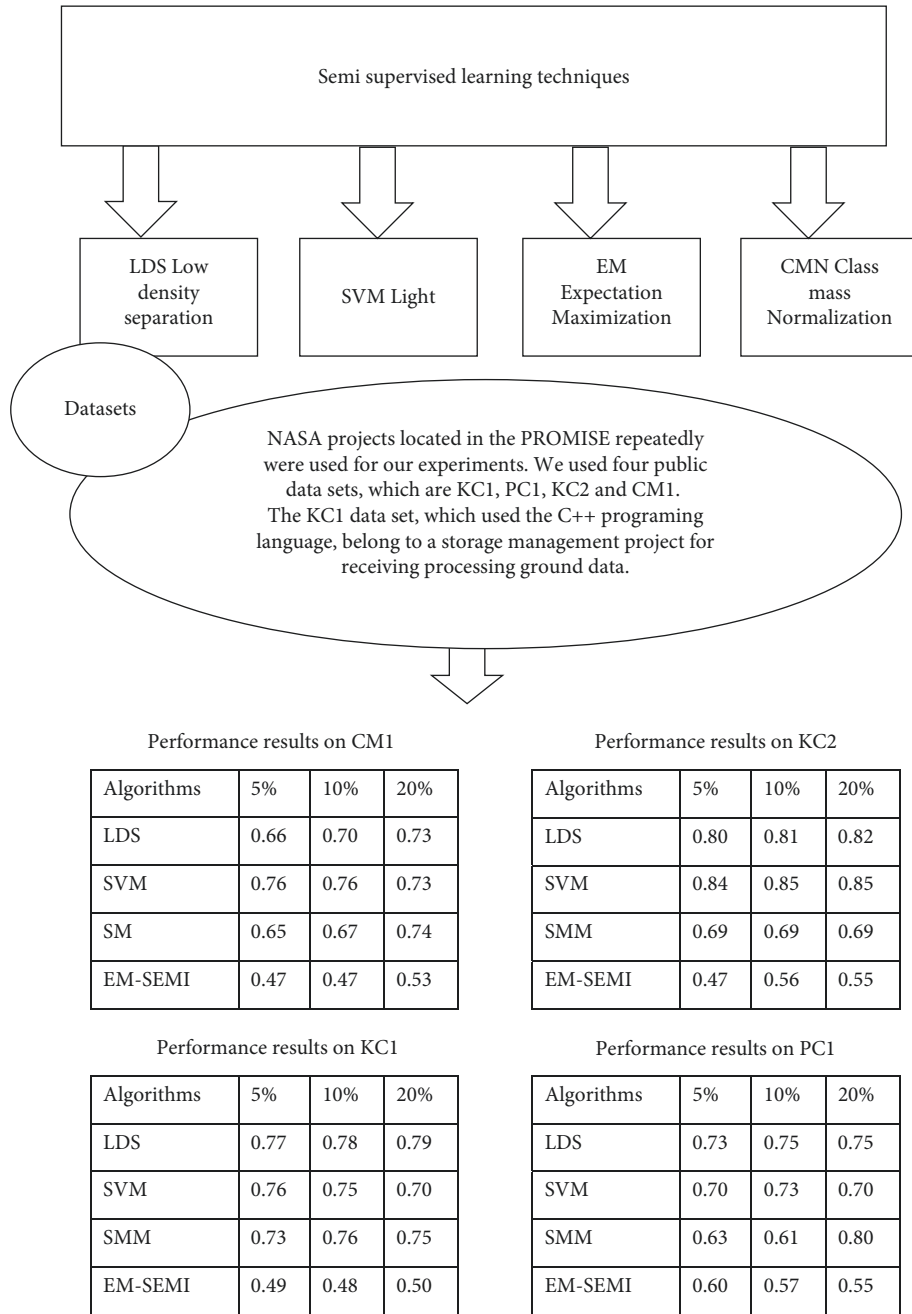 Semi supervised learning techniques
LDS Low
density
separation
SVM Light
EM
Expectation
Maximization
CMN Class
mass
Normalization
Datasets
NASA projects located in the PROMISE repeatedly
were used for our experiments. We used four public
data sets, which are KC1, PC1, KC2 and CM1.
The KC1 data set, which used the C++ programing
language, belong to a storage management project for
receiving processing ground data.
Performance results on CM1
Algorithms 5% 10% 20%
LDS 0.66 0.70 0.73
SVM 0.76 0.76 0.73
SM 0.65 0.67 0.74
EM-SEMI 0.47 0.47 0.53
Performance results on KC2
Algorithms 5% 10% 20%
LDS 0.80 0.81 0.82
SVM 0.84 0.85 0.85
SMM 0.69 0.69 0.69
EM-SEMI 0.47 0.56 0.55
Performance results on KC1
Algorithms 5% 10% 20%
LDS 0.77 0.78 0.79
SVM 0.76 0.75 0.70
SMM 0.73 0.76 0.75
EM-SEMI 0.49 0.48 0.50
Performance results on PC1
Algorithms 5% 10% 20%
LDS 0.73 0.75 0.75
SVM 0.70 0.73 0.70
SMM 0.63 0.61 0.80
EM-SEMI 0.60 0.57 0.55